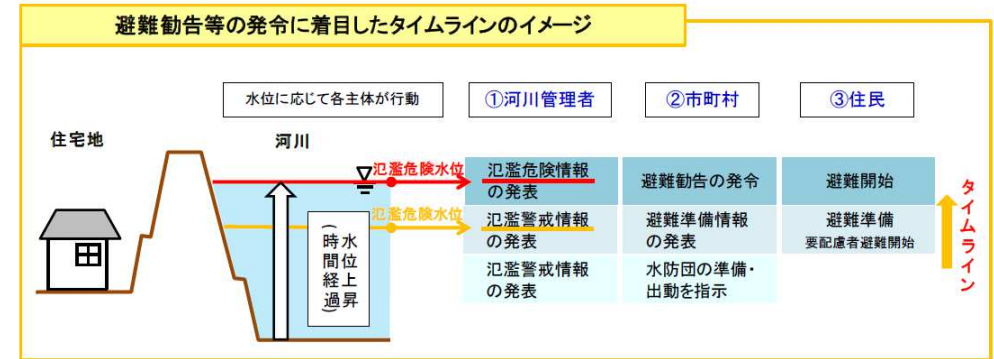 避難勧告等の発令に着目したタイムラインのイメージ
水位に応じて各主体が行動
①河川管理者
②市町村
③住民
住宅地
河川
氾濫危険水位
氾濫危険情報
の発表
避難勧告の発令
避難開始
氾濫危険水位
氾濫警戒情報
の発表
避難準備情報
の発表
避難準備
要配慮者避難開始
氾濫警戒情報
の発表
水防団の準備・
出動を指示
水位上昇
(時間経過)
タイムライン